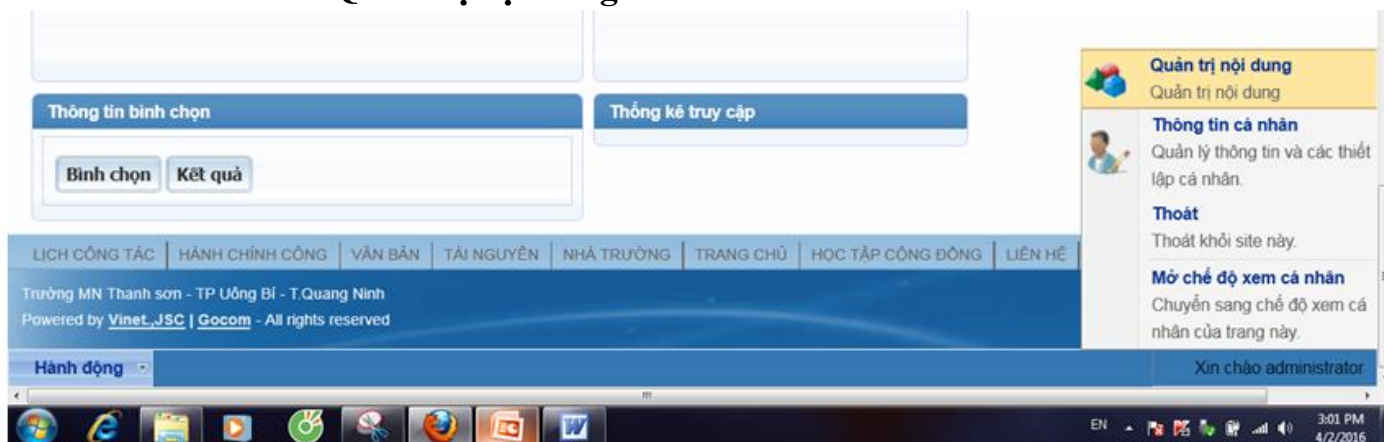 Quản trị nội dung
Quản trị nội dung
Thông tin bình chọn
Thống kê truy cập
Bình chọn
Kết quả
Thông tin cá nhân
Quản lý thông tin và các thiết
lập cá nhân.
Thoát
Thoát khỏi site này.
Mở chế độ xem cá nhân
Chuyển sang chế độ xem cá
nhân của trang này.
LỊCH CÔNG TÁC | HÀNH CHÍNH CÔNG | VĂN BẢN | TÀI NGUYÊN | NHÀ TRƯỜNG | TRANG CHỦ | HỌC TẬP CỘNG ĐỒNG | LIÊN HỆ
Trường MN Thanh sơn - TP Uông Bí - T.Quang Ninh
Powered by Vinet.,JSC | Gocom - All rights reserved
Hành động
Xin chào administrator
EN
3:01 PM
4/2/2016